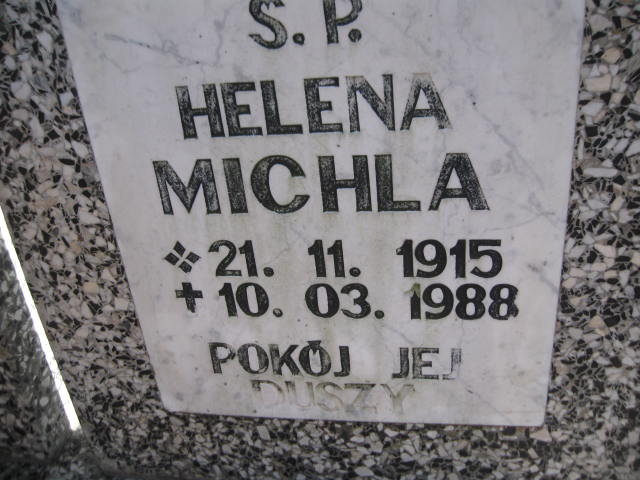 Ś. P.
HELENA
MICHLA
21. 11. 1915
✝ 10. 03. 1988
POKÓJ JEJ
DUSZY